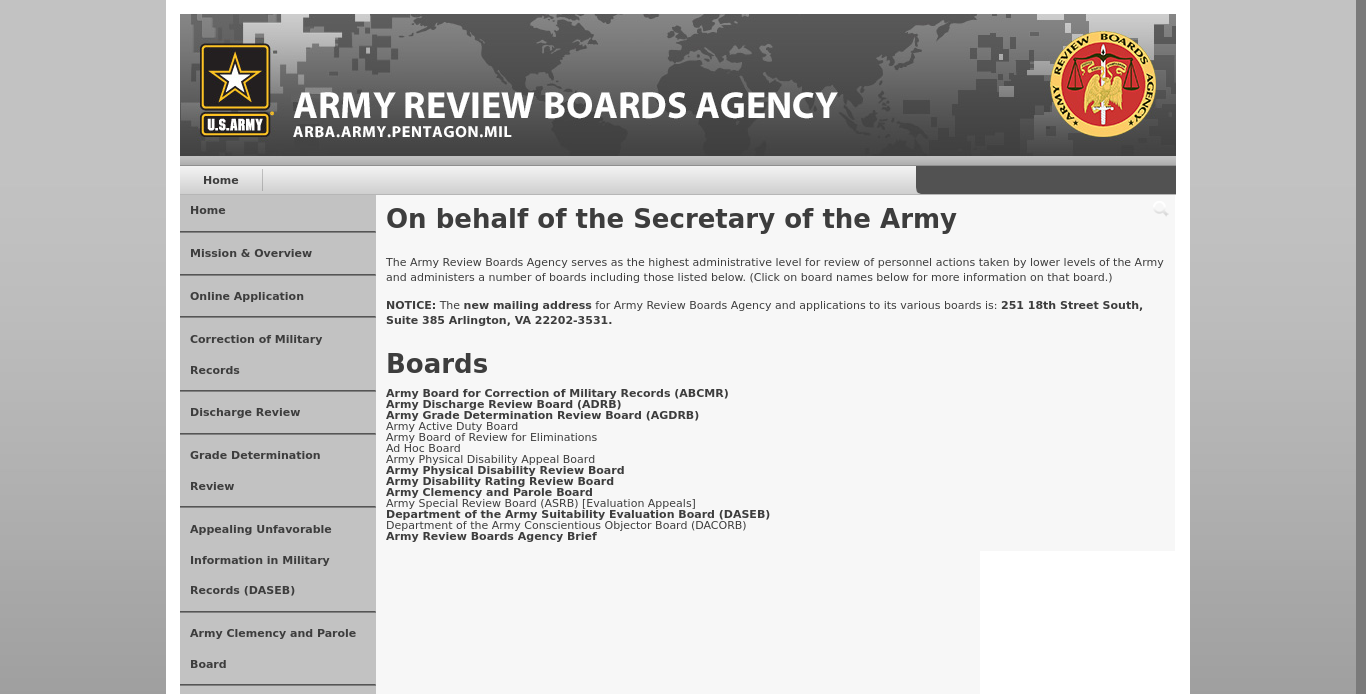 U.S.ARMY
ARMY REVIEW BOARDS AGENCY
ARBA.ARMY.PENTAGON.MIL
ARMY REVIEW BOARDS AGENCY
Home
Home
Mission & Overview
Online Application
Correction of Military
Records
Discharge Review
Grade Determination
Review
Appealing Unfavorable
Information in Military
Records (DASEB)
Army Clemency and Parole
Board
On behalf of the Secretary of the Army
The Army Review Boards Agency serves as the highest administrative level for review of personnel actions taken by lower levels of the Army
and administers a number of boards including those listed below. (Click on board names below for more information on that board.)
NOTICE: The new mailing address for Army Review Boards Agency and applications to its various boards is: 251 18th Street South,
Suite 385 Arlington, VA 22202-3531.
Boards
Army Board for Correction of Military Records (ABCMR)
Army Discharge Review Board (ADRB)
Army Grade Determination Review Board (AGDRB)
Army Active Duty Board
Army Board of Review for Eliminations
Ad Hoc Board
Army Physical Disability Appeal Board
Army Physical Disability Review Board
Army Disability Rating Review Board
Army Clemency and Parole Board
Army Special Review Board (ASRB) [Evaluation Appeals]
Department of the Army Suitability Evaluation Board (DASEB)
Department of the Army Conscientious Objector Board (DACORB)
Army Review Boards Agency Brief